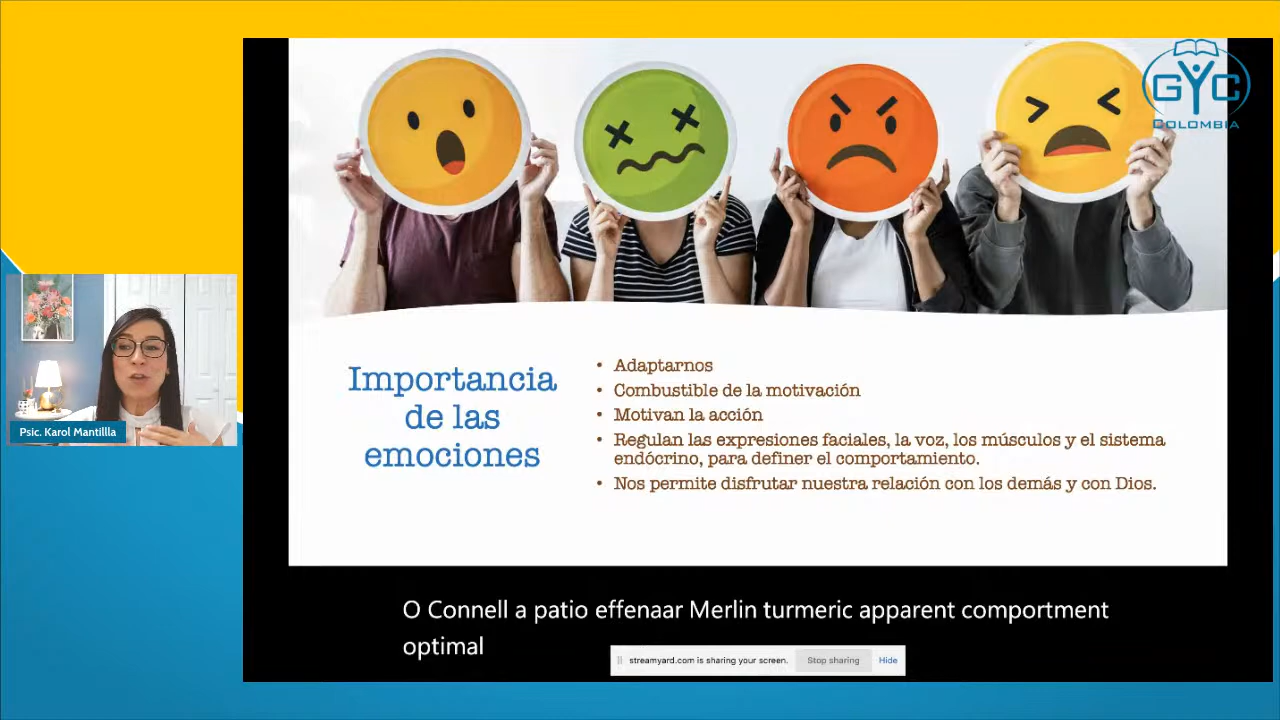 GYC
COLOMBIA
Importancia
de las
emociones
• Adaptarnos
• Combustible de la motivación
• Motivan la acción
• Regulan las expresiones faciales, la voz, los músculos y el sistema
endócrino, para definer el comportamiento.
• Nos permite disfrutar nuestra relación con los demás y con Dios.
Psic. Karol Mantillla
O Connell a patio effenaar Merlin turmeric apparent comportment
optimal
streamyard.com is sharing your screen. Stop sharing Hide